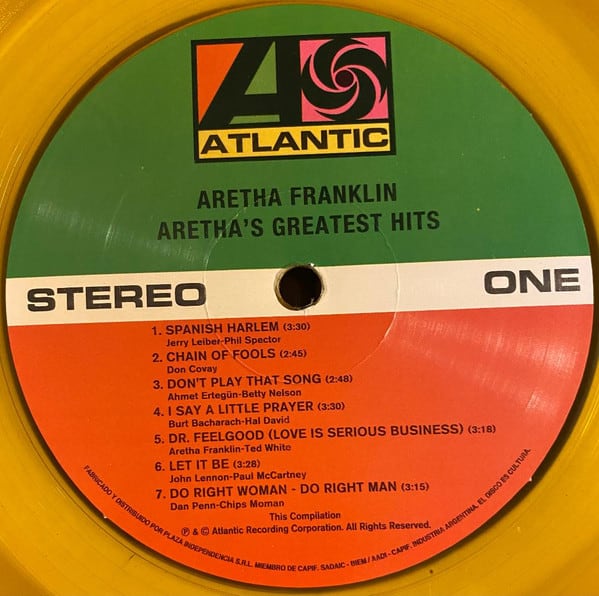 ATLANTIC
ARETHA FRANKLIN
ARETHA'S GREATEST HITS
STEREO
ONE
1. SPANISH HARLEM (3:30)
Jerry Leiber-Phil Spector
2. CHAIN OF FOOLS (2:45)
Don Covay
3. DON'T PLAY THAT SONG (2:48)
Ahmet Ertegün-Betty Nelson
4. I SAY A LITTLE PRAYER (3:30)
Burt Bacharach-Hal David
5. DR. FEELGOOD (LOVE IS SERIOUS BUSINESS) (3:18)
Aretha Franklin-Ted White
6. LET IT BE (3:28)
John Lennon-Paul McCartney
7. DO RIGHT WOMAN - DO RIGHT MAN (3:15)
Dan Penn-Chips Moman
This Compilation
℗ & © Atlantic Recording Corporation. All Rights Reserved.
FABRICADO Y DISTRIBUIDO POR PLAZA INDEPENDENCIA S.R.L. MIEMBRO DE CAPIF. SADAIC - BIEM / AADI - CAPIF. INDUSTRIA ARGENTINA. EL DISCO ES CULTURA.